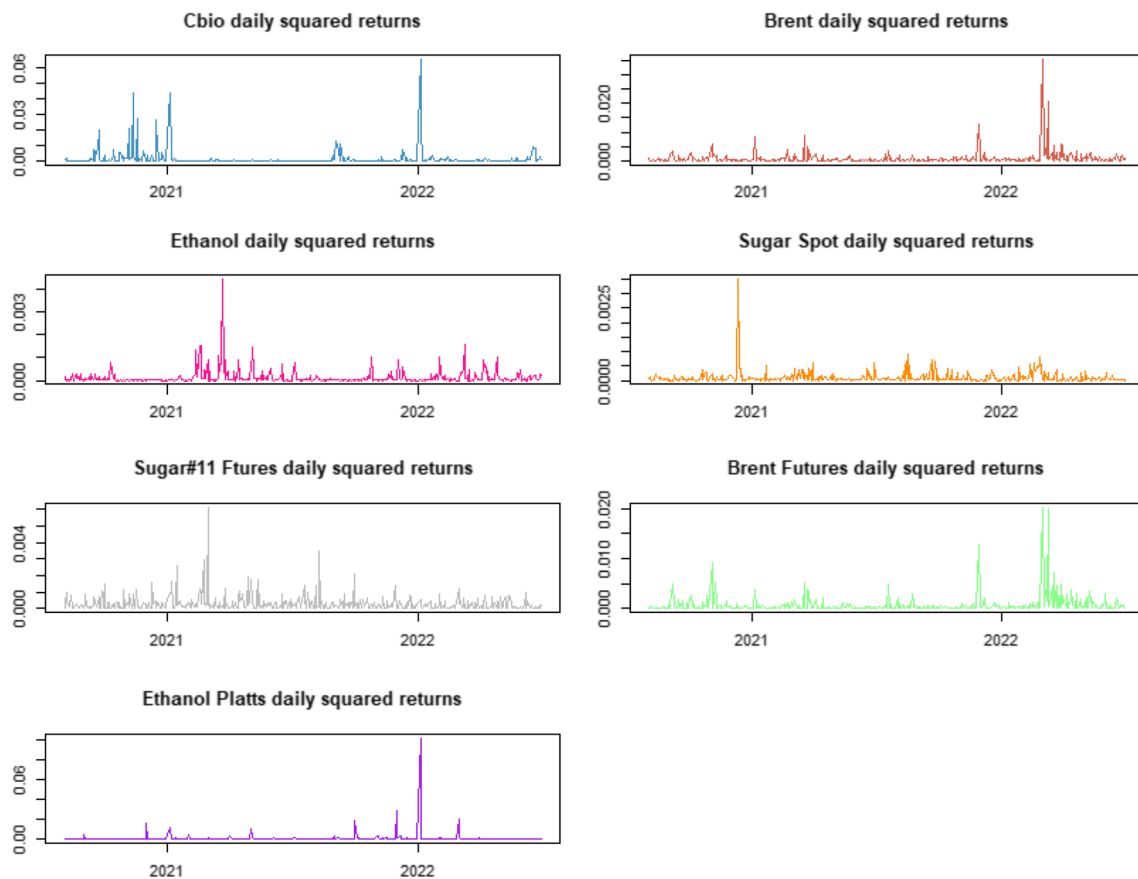 Cbio daily squared returns
0.00 0.03 0.06
2021 2022
Brent daily squared returns
0.000 0.020
2021 2022
Ethanol daily squared returns
0.000 0.003
2021 2022
Sugar Spot daily squared returns
0.0000 0.0025
2021 2022
Sugar#11 Ftures daily squared returns
0.000 0.004
2021 2022
Brent Futures daily squared returns
0.000 0.010 0.020
2021 2022
Ethanol Platts daily squared returns
0.00 0.06
2021 2022